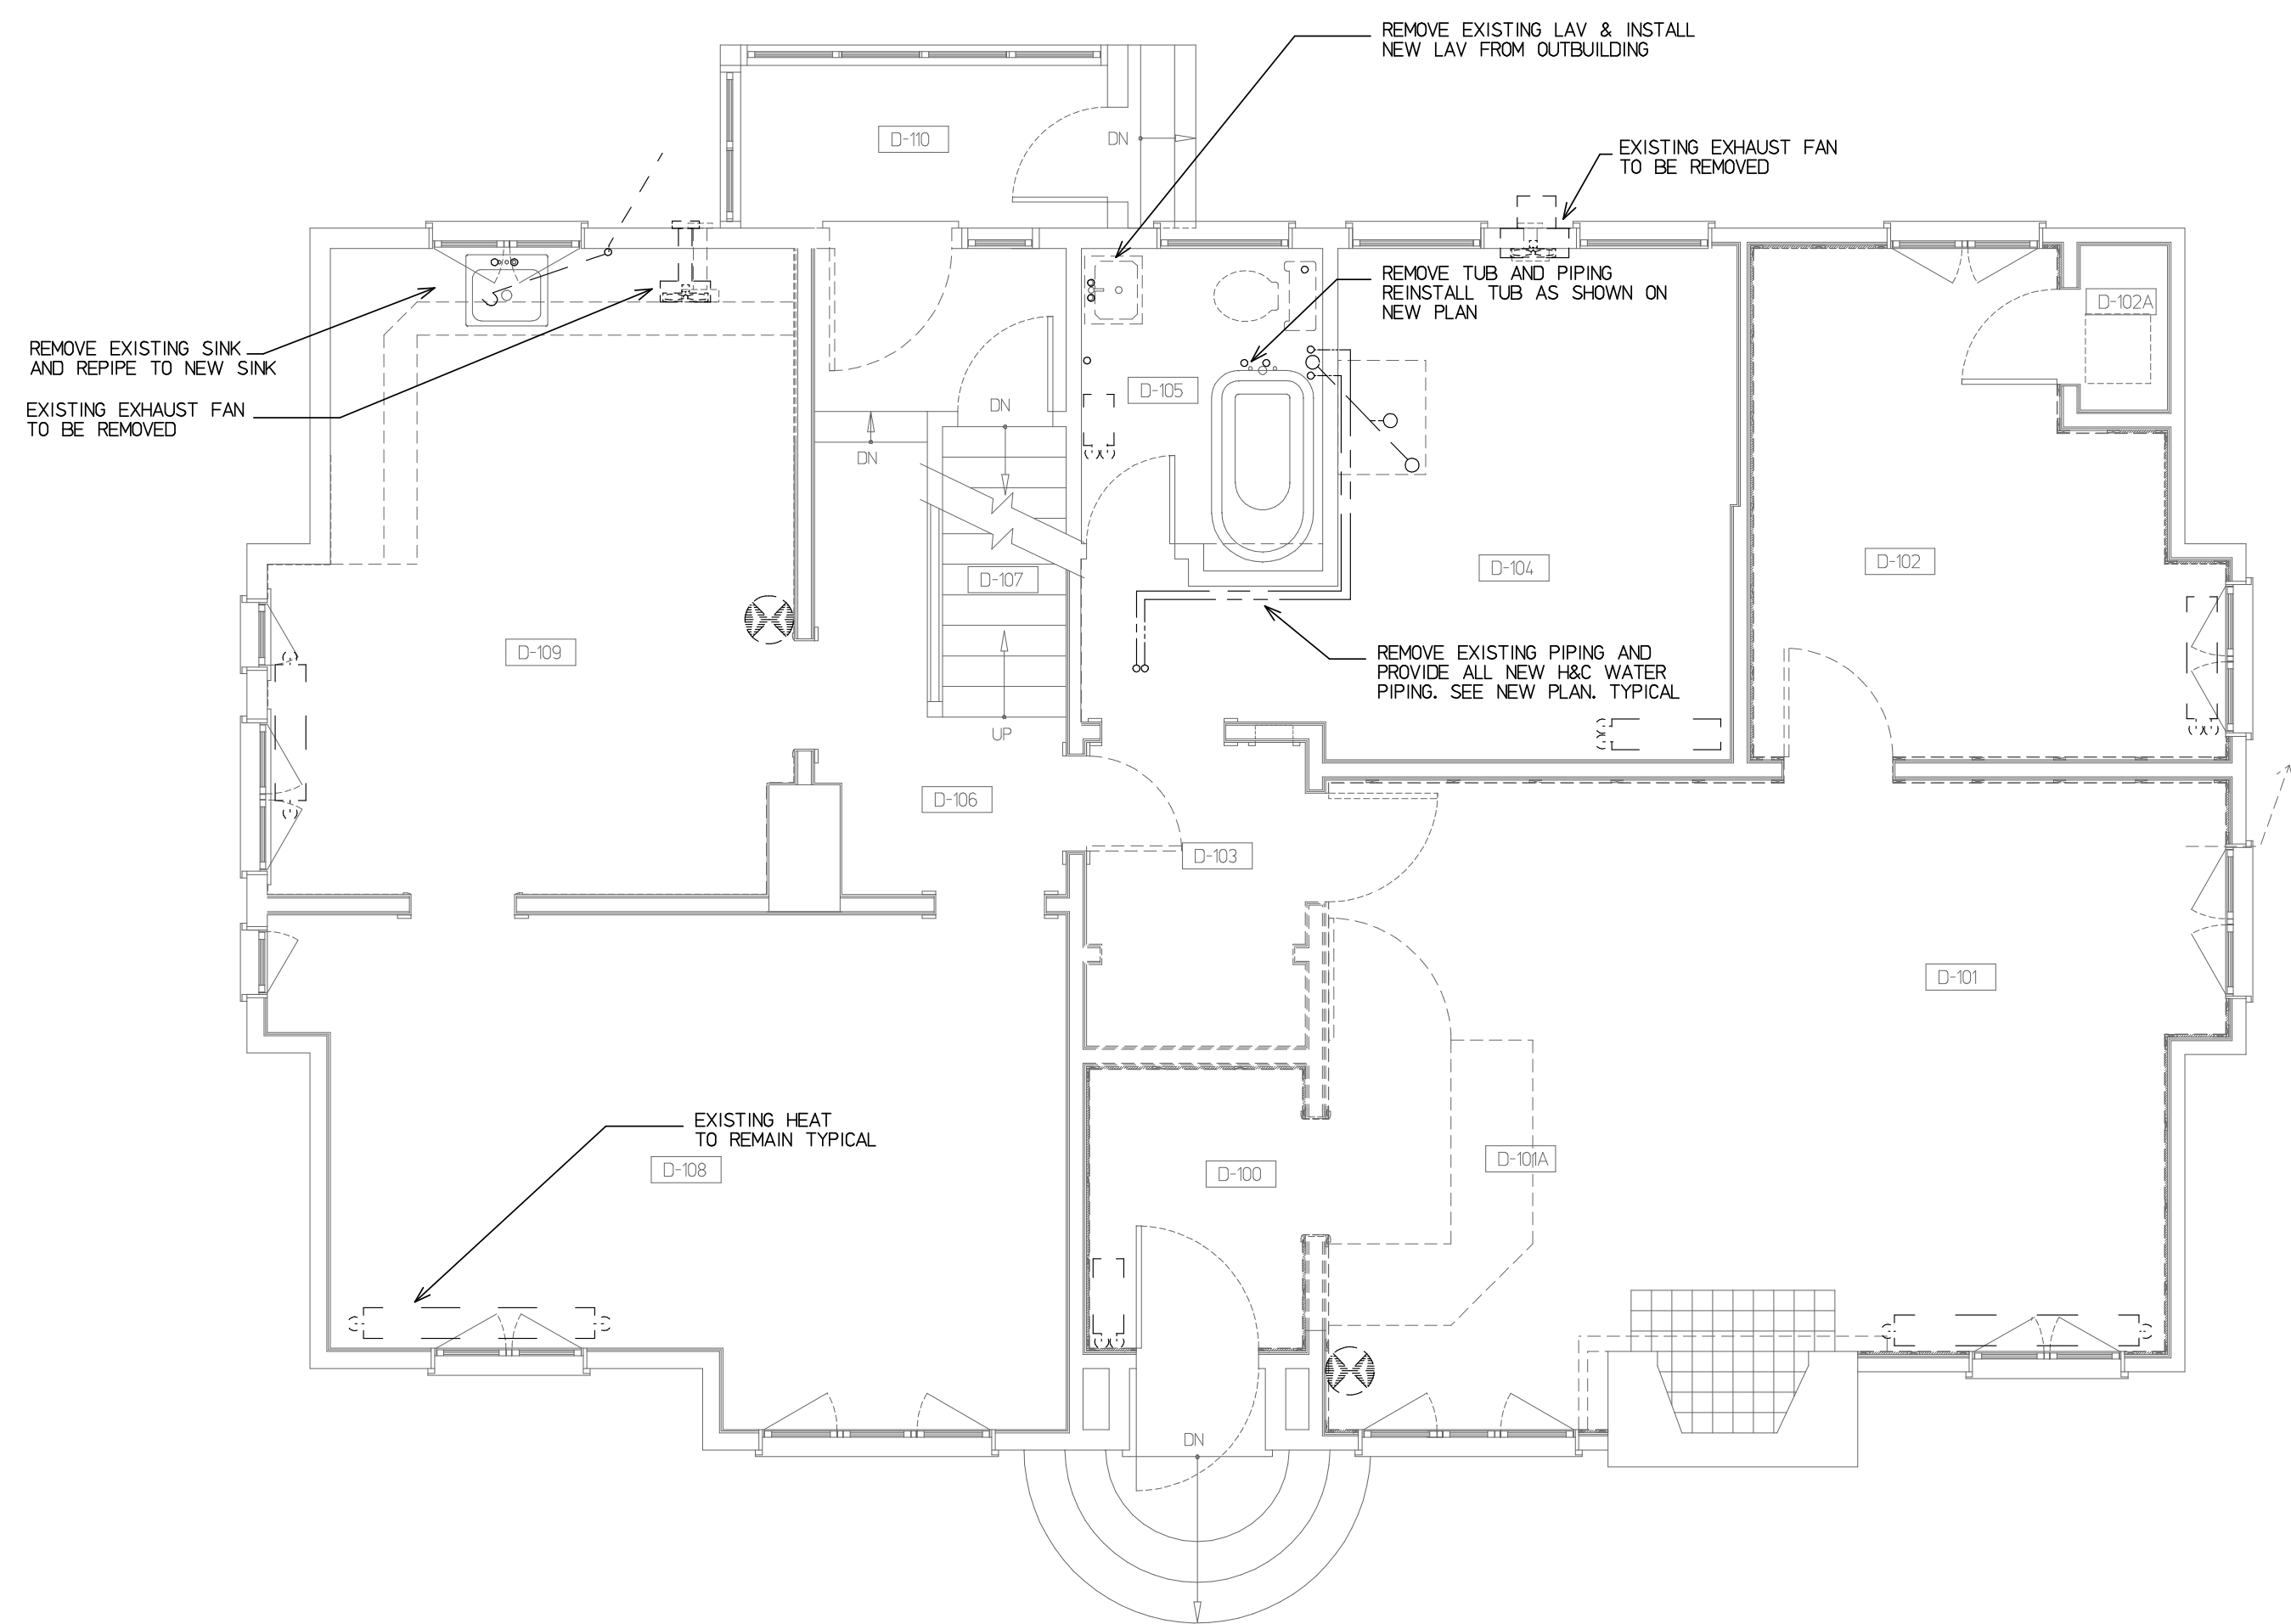 REMOVE EXISTING LAV & INSTALL
NEW LAV FROM OUTBUILDING
D-110
DN
EXISTING EXHAUST FAN
TO BE REMOVED
REMOVE TUB AND PIPING
REINSTALL TUB AS SHOWN ON
NEW PLAN
D-102A
REMOVE EXISTING SINK
AND REPIPE TO NEW SINK
D-105
EXISTING EXHAUST FAN
TO BE REMOVED
DN
DN
D-102
D-104
D-107
D-109
REMOVE EXISTING PIPING AND
PROVIDE ALL NEW H&C WATER
PIPING. SEE NEW PLAN. TYPICAL
UP
D-106
D-103
D-101
EXISTING HEAT
TO REMAIN TYPICAL
D-101A
D-108
D-100
DN